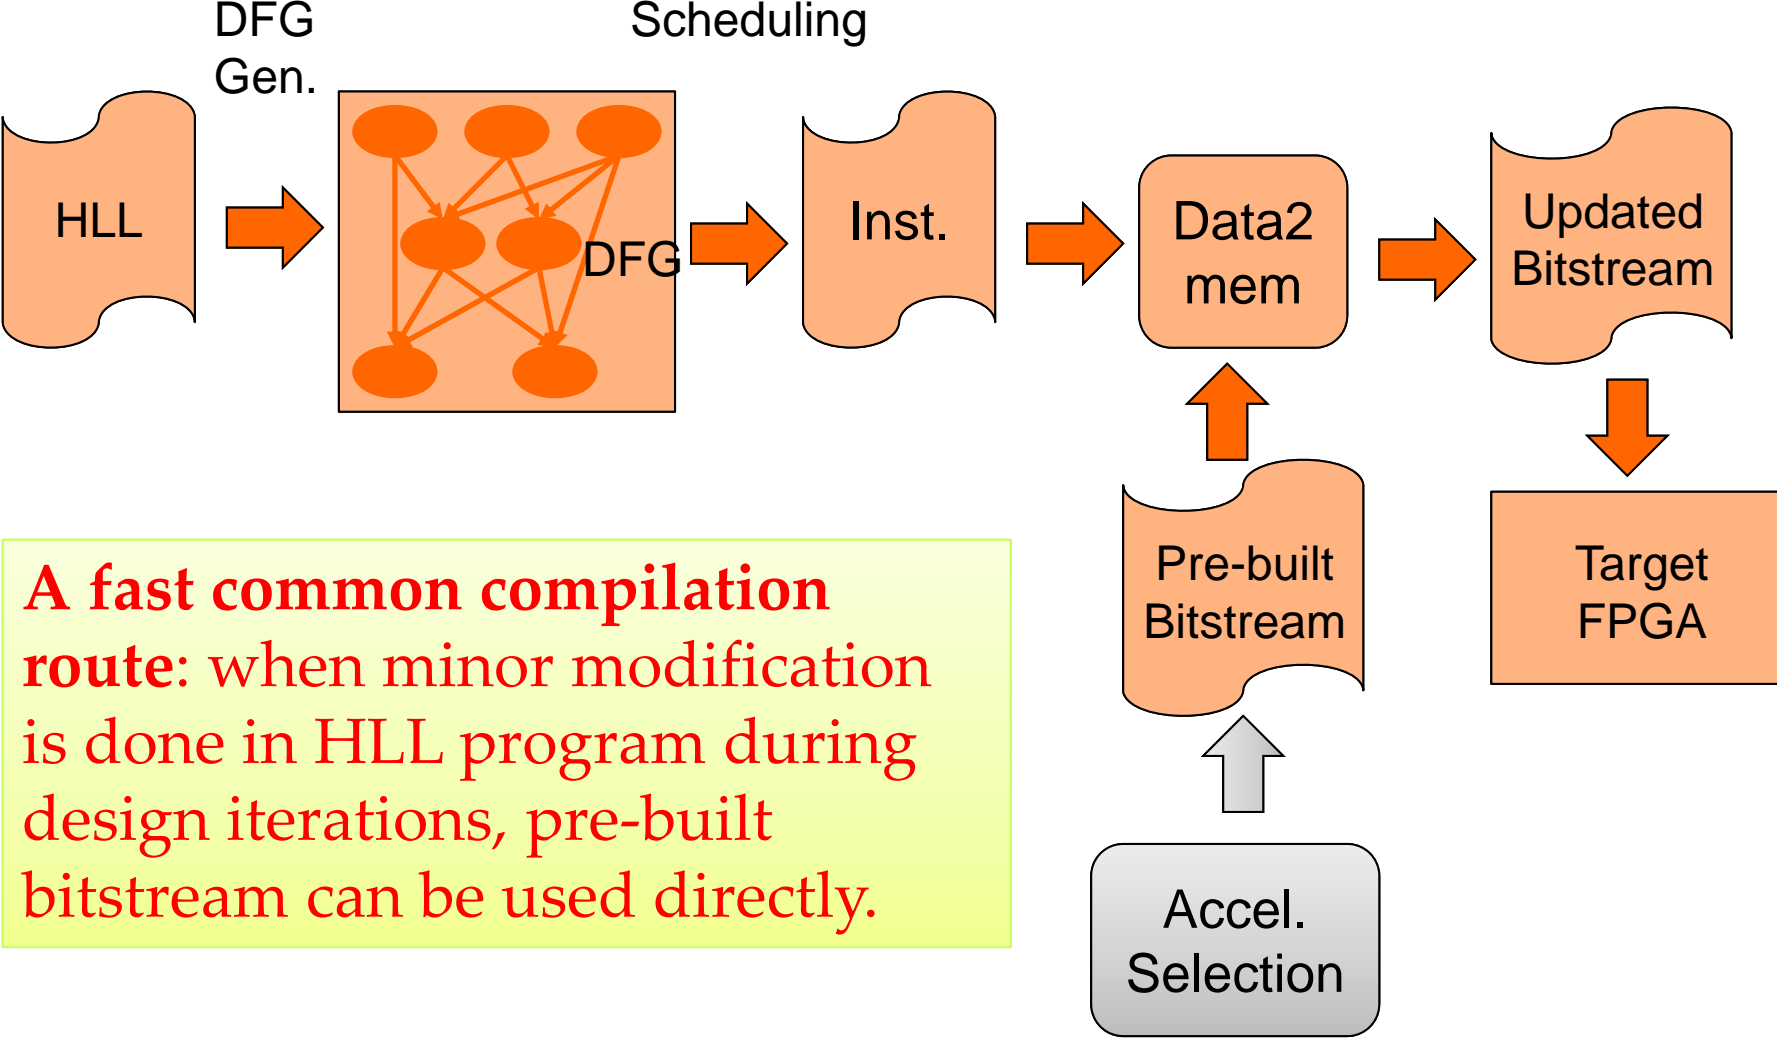 DFG
Gen.
Scheduling
HLL
DFG
Inst.
Data2
mem
Updated
Bitstream
Pre-built
Bitstream
Target
FPGA
A fast common compilation
route: when minor modification
is done in HLL program during
design iterations, pre-built
bitstream can be used directly.
Accel.
Selection